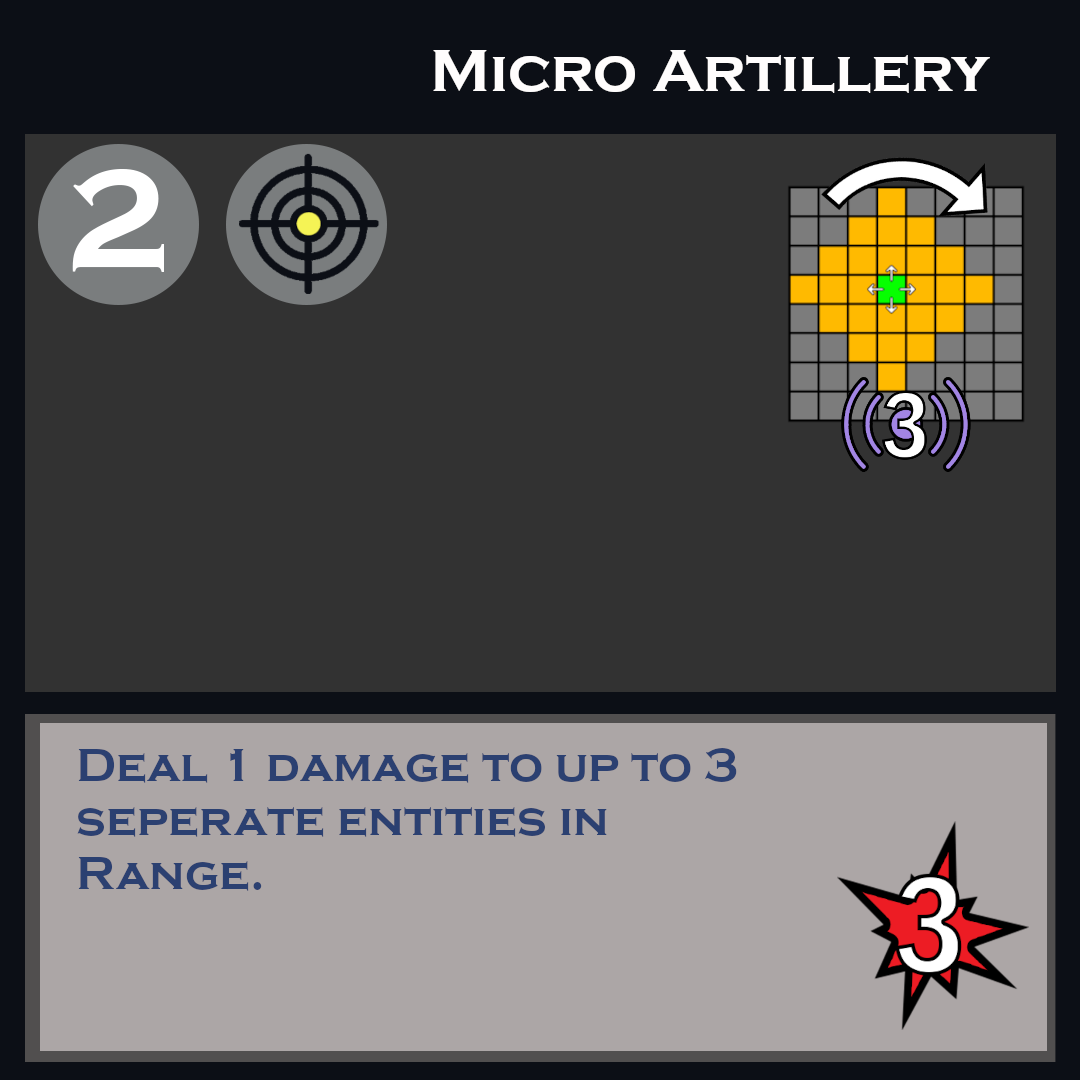 Micro Artillery
2
3
Deal 1 damage to up to 3
seperate entities in
Range.
3